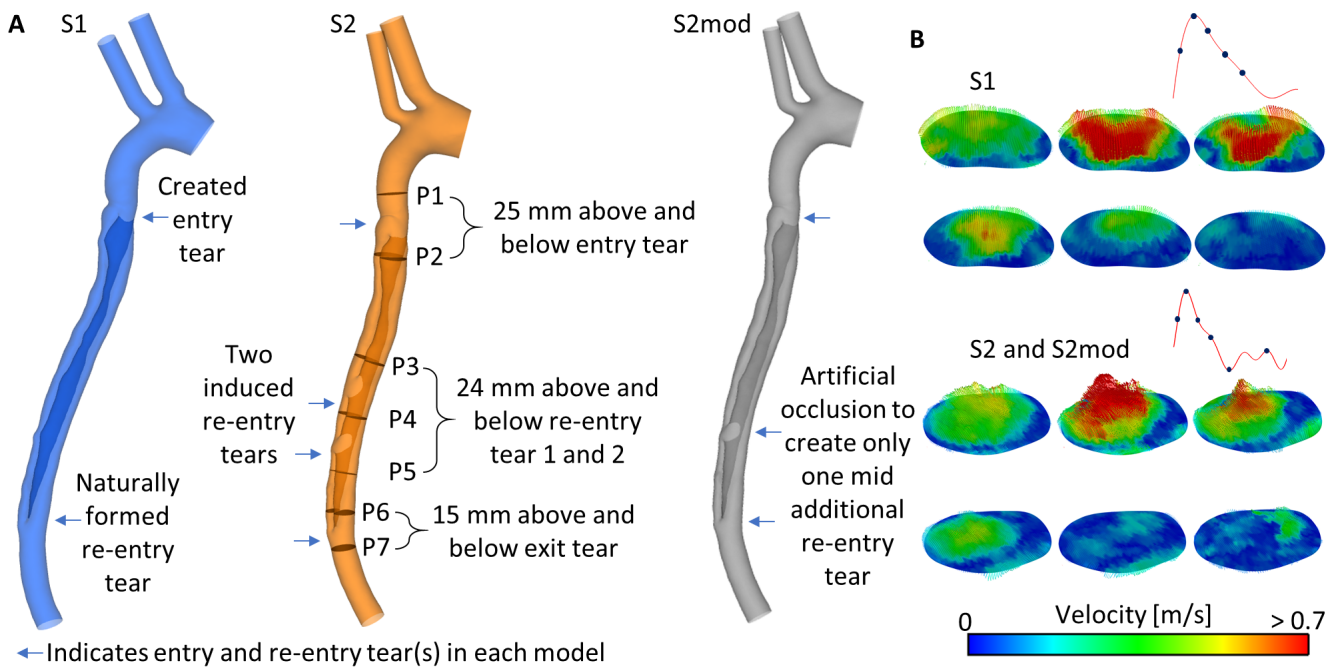 A
S1
S2
S2mod
Created
entry
tear
Naturally
formed
re-entry
tear
P1
P2
25 mm above and
below entry tear
Two
induced
re-entry
tears
P3
P4
P5
24 mm above and
below re-entry
tear 1 and 2
P6
P7
15 mm above and
below exit tear
Artificial
occlusion to
create only
one mid
additional
re-entry
tear
Indicates entry and re-entry tear(s) in each model
B
S1
S2 and S2mod
0
Velocity [m/s]
> 0.7